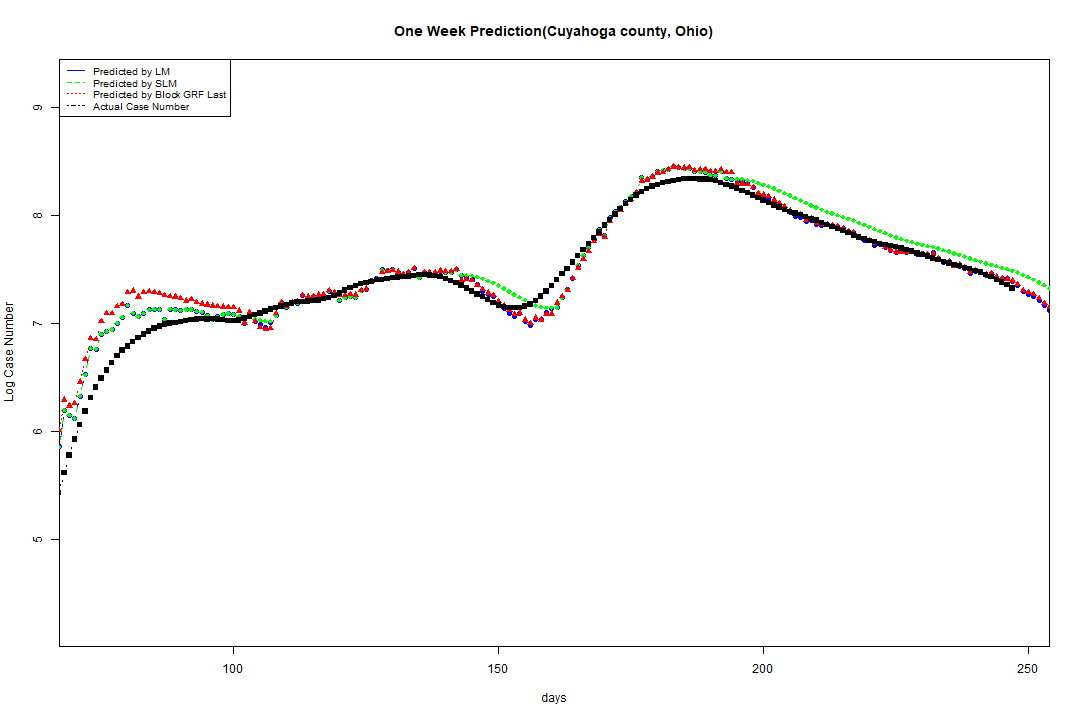 One Week Prediction(Cuyahoga county, Ohio)
Predicted by LM
Predicted by SLM
Predicted by Block GRF Last
Actual Case Number
9
8
7
6
5
Log Case Number
100 150 200 250
days